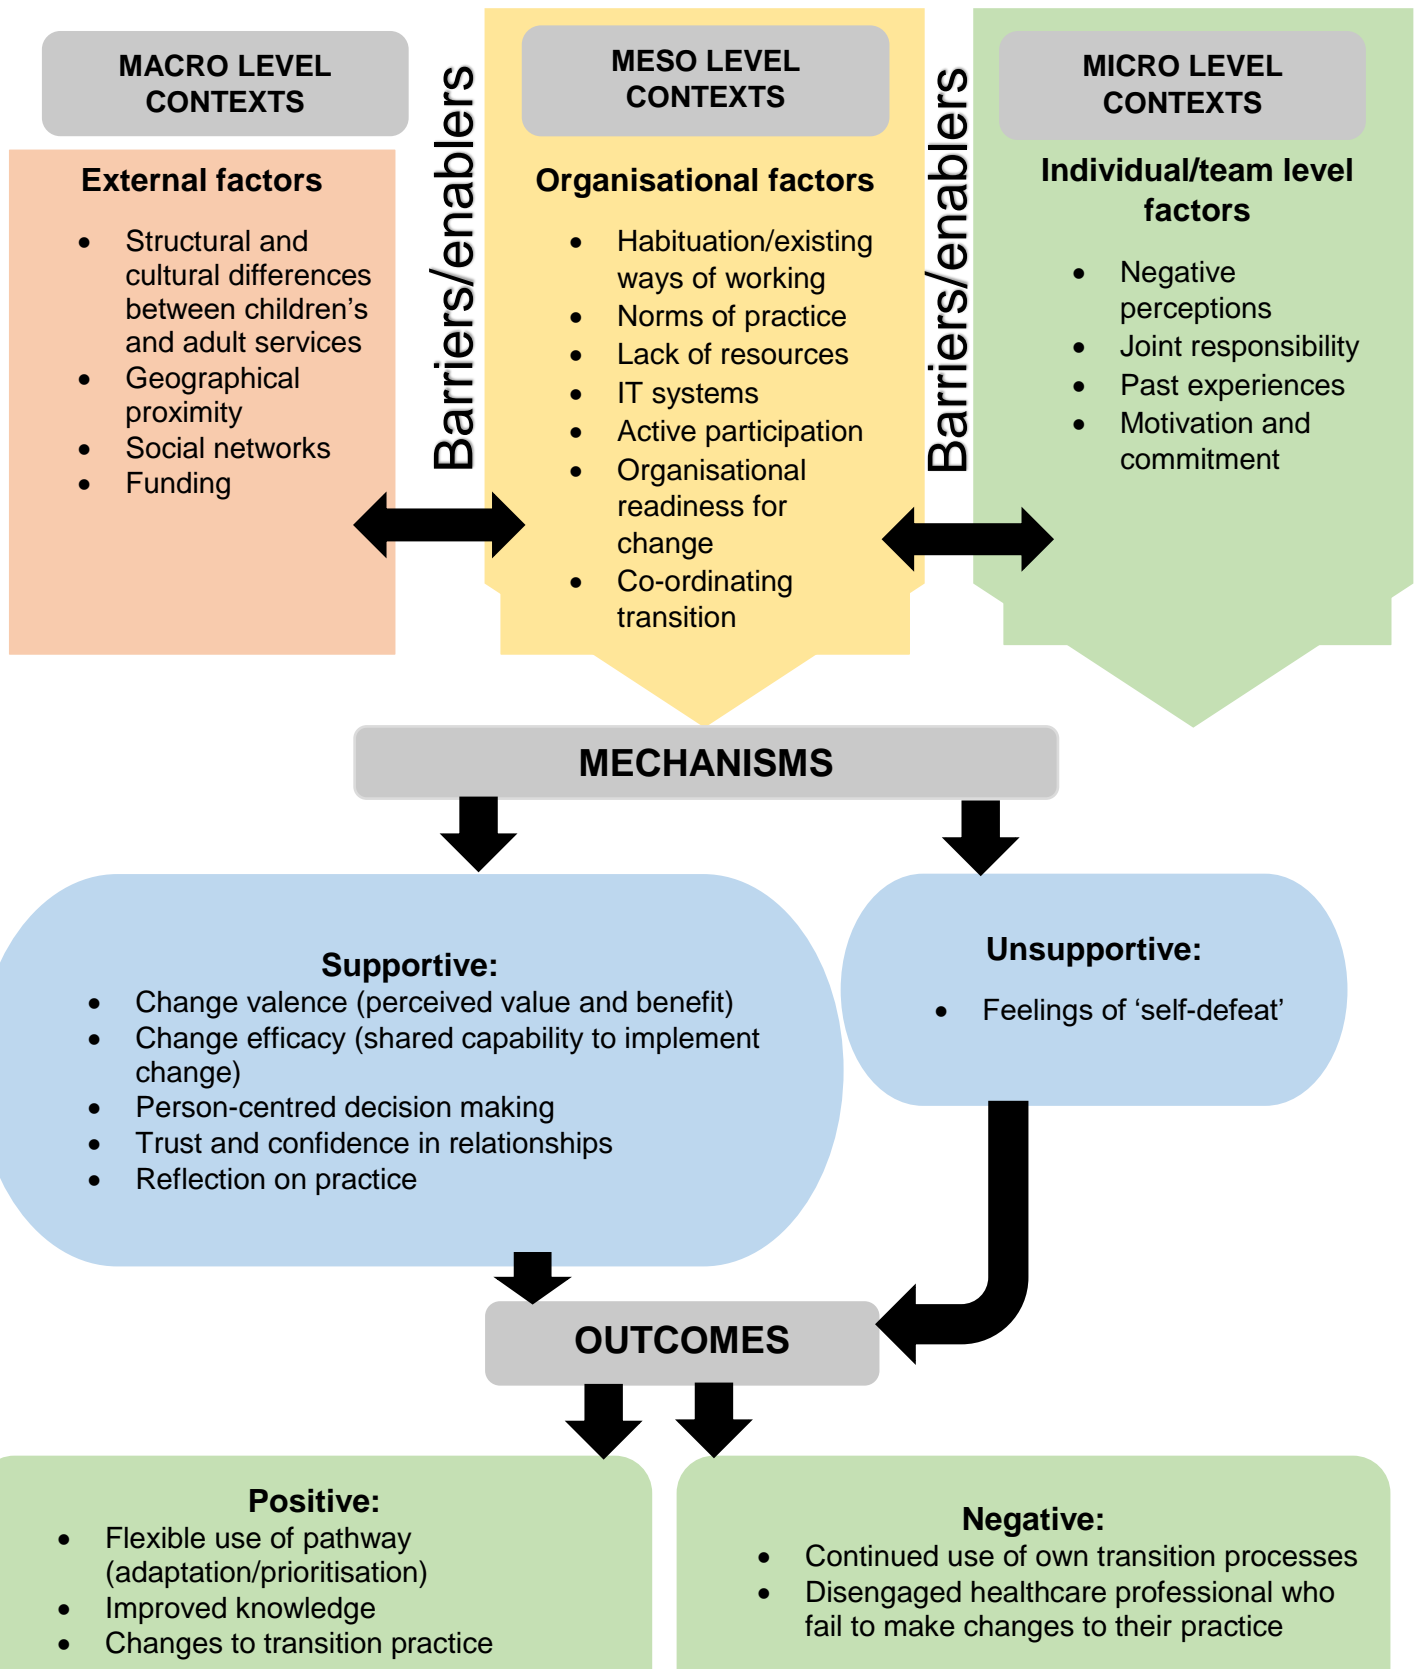 MACRO LEVEL
CONTEXTS
External factors
• Structural and
cultural differences
between children’s
and adult services
• Geographical
proximity
• Social networks
• Funding
Barriers/enablers
MESO LEVEL
CONTEXTS
Organisational factors
• Habituation/existing
ways of working
• Norms of practice
• Lack of resources
• IT systems
• Active participation
• Organisational
readiness for
change
• Co-ordinating
transition
Barriers/enablers
MICRO LEVEL
CONTEXTS
Individual/team level
factors
• Negative
perceptions
• Joint responsibility
• Past experiences
• Motivation and
commitment
MECHANISMS
Supportive:
• Change valence (perceived value and benefit)
• Change efficacy (shared capability to implement
change)
• Person-centred decision making
• Trust and confidence in relationships
• Reflection on practice
Unsupportive:
• Feelings of ‘self-defeat’
OUTCOMES
Positive:
• Flexible use of pathway
(adaptation/prioritisation)
• Improved knowledge
• Changes to transition practice
Negative:
• Continued use of own transition processes
• Disengaged healthcare professional who
fail to make changes to their practice